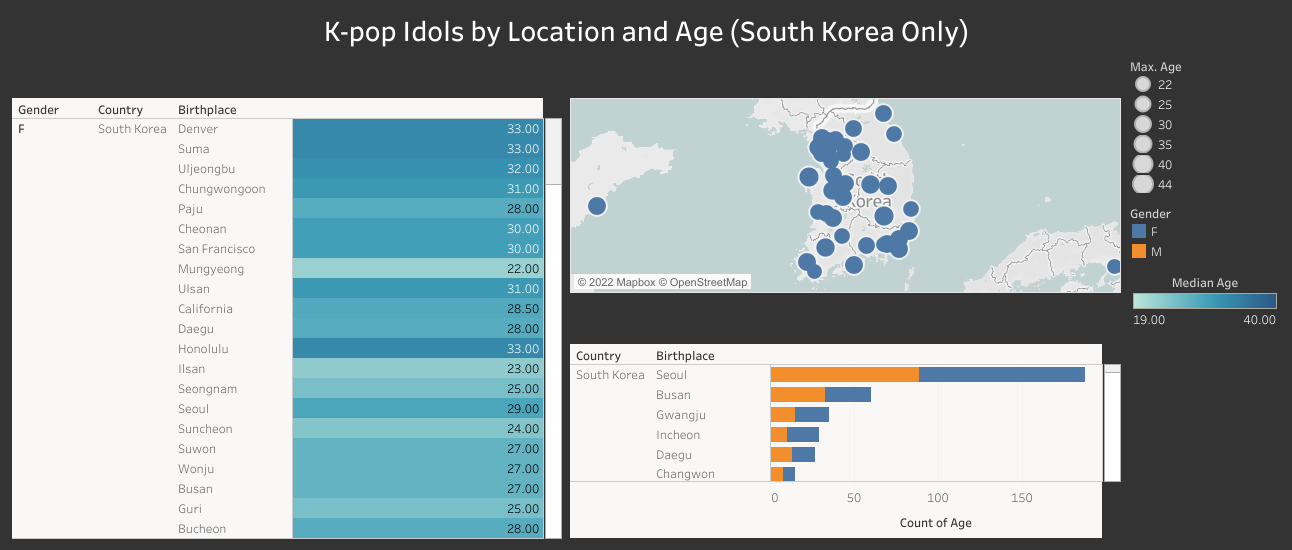 K-pop Idols by Location and Age (South Korea Only)
Gender Country Birthplace
F South Korea Denver 33.00
Suma 33.00
Uljeongbu 32.00
Chungwongoon 31.00
Paju 28.00
Cheonan 30.00
San Francisco 30.00
Mungyeong 22.00
Ulsan 31.00
California 28.50
Daegu 28.00
Honolulu 33.00
Ilsan 23.00
Seongnam 25.00
Seoul 29.00
Suncheon 24.00
Suwon 27.00
Wonju 27.00
Busan 27.00
Guri 25.00
Bucheon 28.00
Korea
© 2022 Mapbox © OpenStreetMap
Max. Age
22
25
30
35
40
44
Gender
F
M
Median Age
19.00 40.00
Country Birthplace
South Korea Seoul
Busan
Gwangju
Incheon
Daegu
Changwon
0 50 100 150
Count of Age